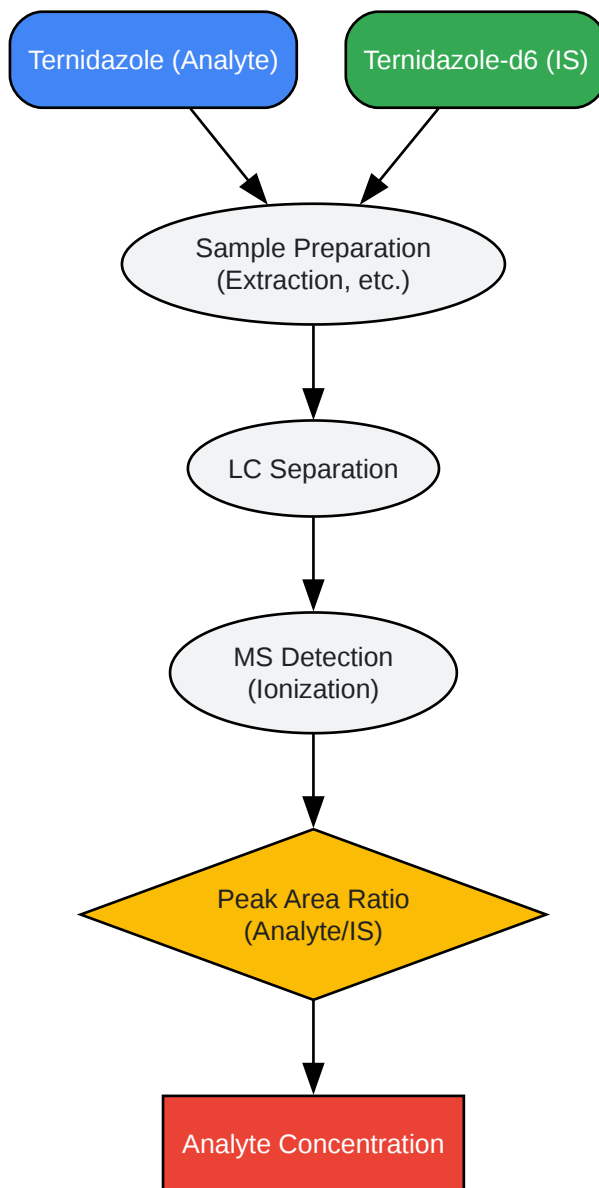 Ternidazole (Analyte)
Ternidazole-d6 (IS)
Sample Preparation
(Extraction, etc.)
LC Separation
MS Detection
(Ionization)
Peak Area Ratio
(Analyte/IS)
Analyte Concentration